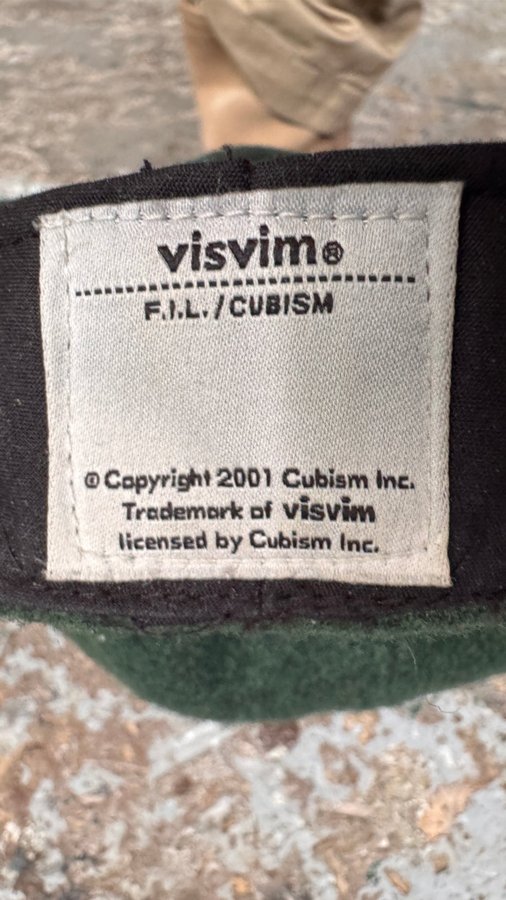 visvim®
F.I.L./CUBISM
© Copyright 2001 Cubism Inc.
Trademark of visvim
licensed by Cubism Inc.